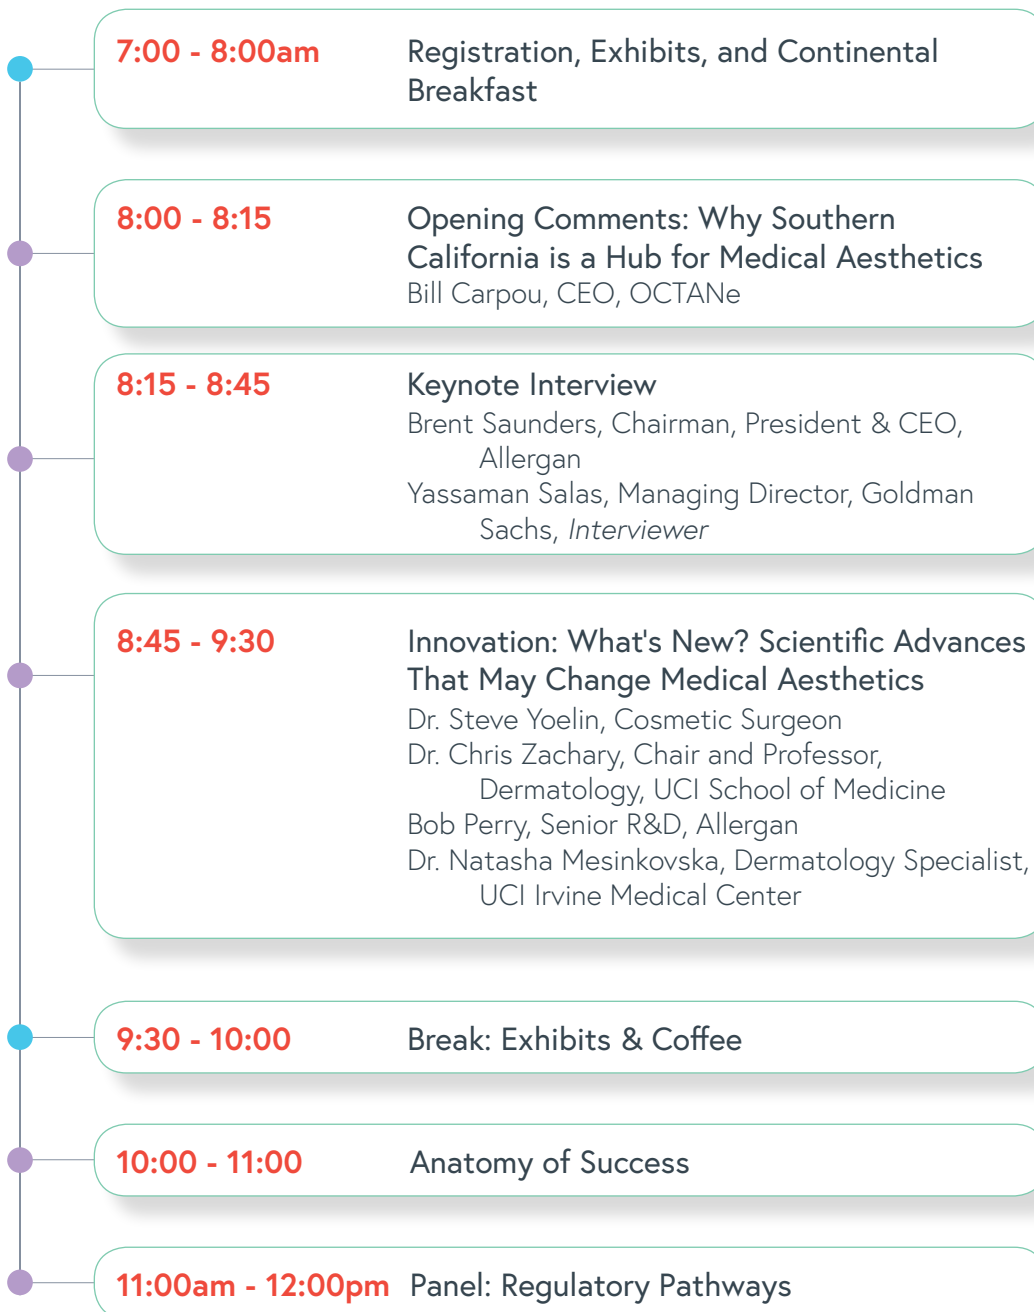 7:00 - 8:00am Registration, Exhibits, and Continental
Breakfast
8:00 - 8:15 Opening Comments: Why Southern
California is a Hub for Medical Aesthetics
Bill Carpou, CEO, OCTANe
8:15 - 8:45 Keynote Interview
Brent Saunders, Chairman, President & CEO,
Allergan
Yassaman Salas, Managing Director, Goldman
Sachs, Interviewer
8:45 - 9:30 Innovation: What's New? Scientific Advances
That May Change Medical Aesthetics
Dr. Steve Yoelin, Cosmetic Surgeon
Dr. Chris Zachary, Chair and Professor,
Dermatology, UCI School of Medicine
Bob Perry, Senior R&D, Allergan
Dr. Natasha Mesinkovska, Dermatology Specialist,
UCI Irvine Medical Center
9:30 - 10:00 Break: Exhibits & Coffee
10:00 - 11:00 Anatomy of Success
11:00am - 12:00pm Panel: Regulatory Pathways